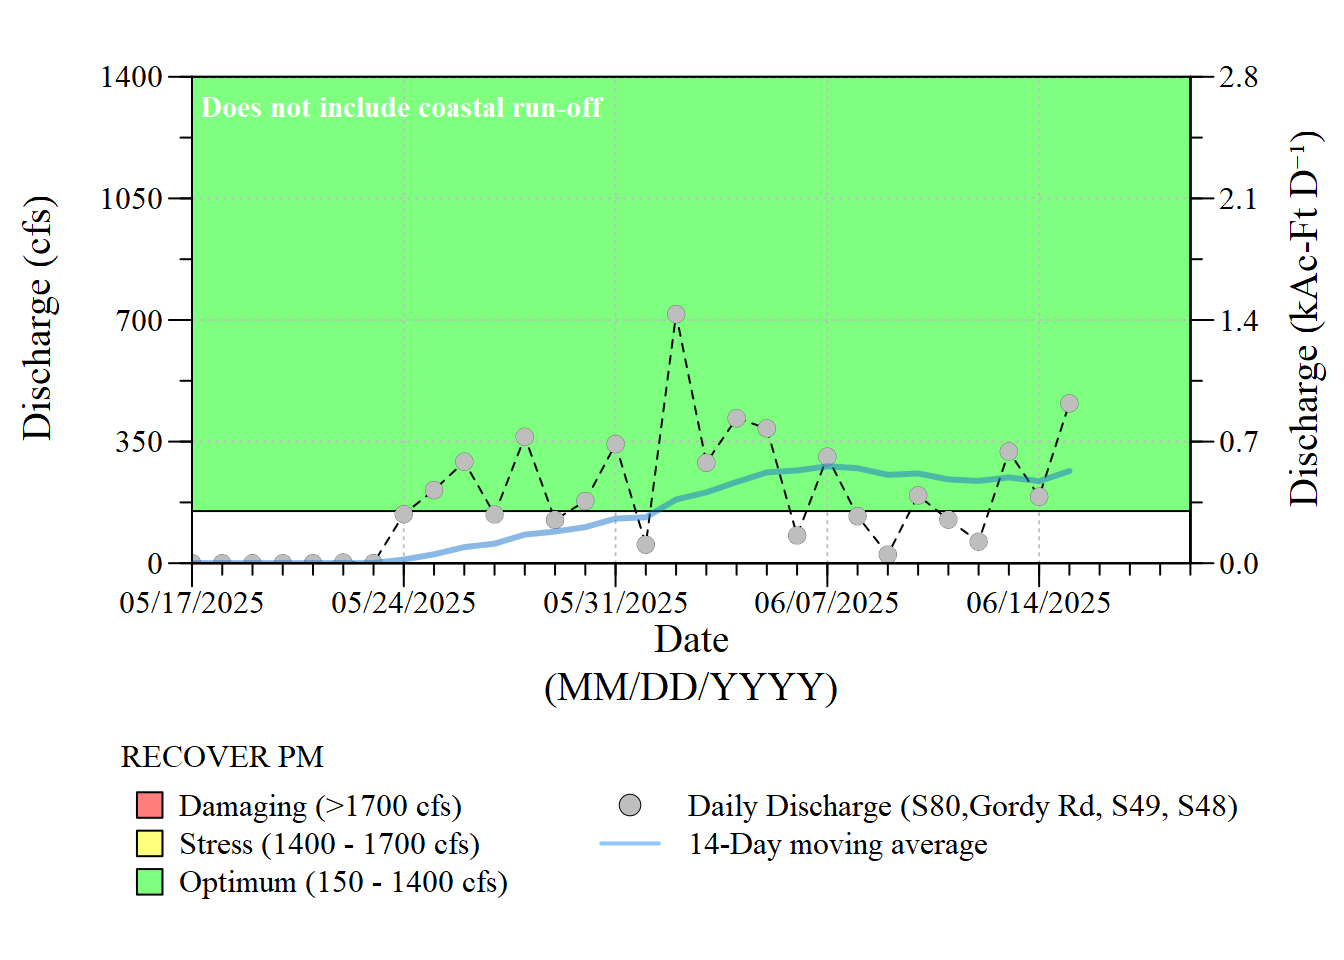 Does not include coastal run-off
1400
1050
700
350
0
Discharge (cfs)
2.8
2.1
1.4
0.7
0.0
Discharge (kAc-Ft D⁻¹)
05/17/2025 05/24/2025 05/31/2025 06/07/2025 06/14/2025
Date
(MM/DD/YYYY)
RECOVER PM
Damaging (>1700 cfs)
Stress (1400 - 1700 cfs)
Optimum (150 - 1400 cfs)
Daily Discharge (S80,Gordy Rd, S49, S48)
14-Day moving average